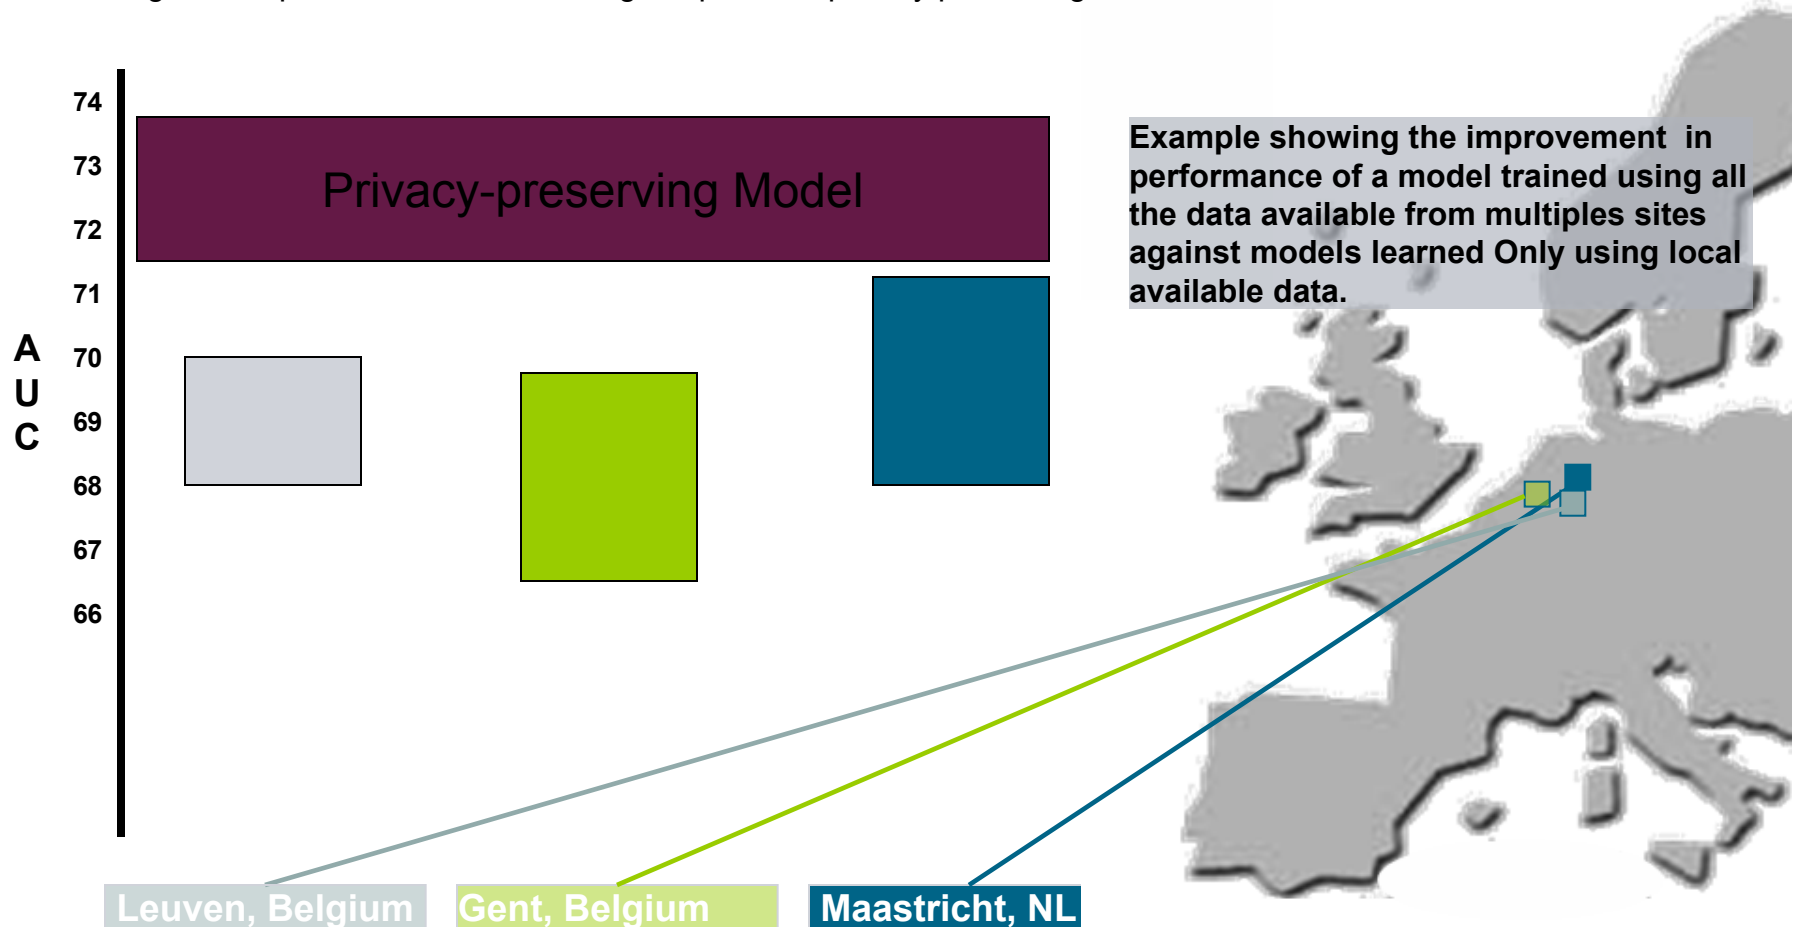 74
73
72
71
70
69
68
67
66
A
U
C
Privacy-preserving Model
Example showing the improvement in
performance of a model trained using all
the data available from multiples sites
against models learned Only using local
available data.
Leuven, Belgium
Gent, Belgium
Maastricht, NL